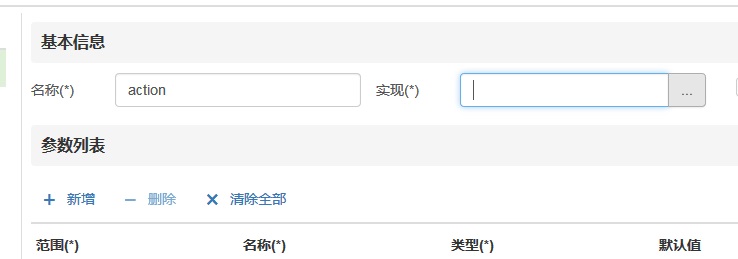 基本信息
名称(*) action 实现(*) ...
参数列表
+ 新增 − 删除 × 清除全部
范围(*) 名称(*) 类型(*) 默认值